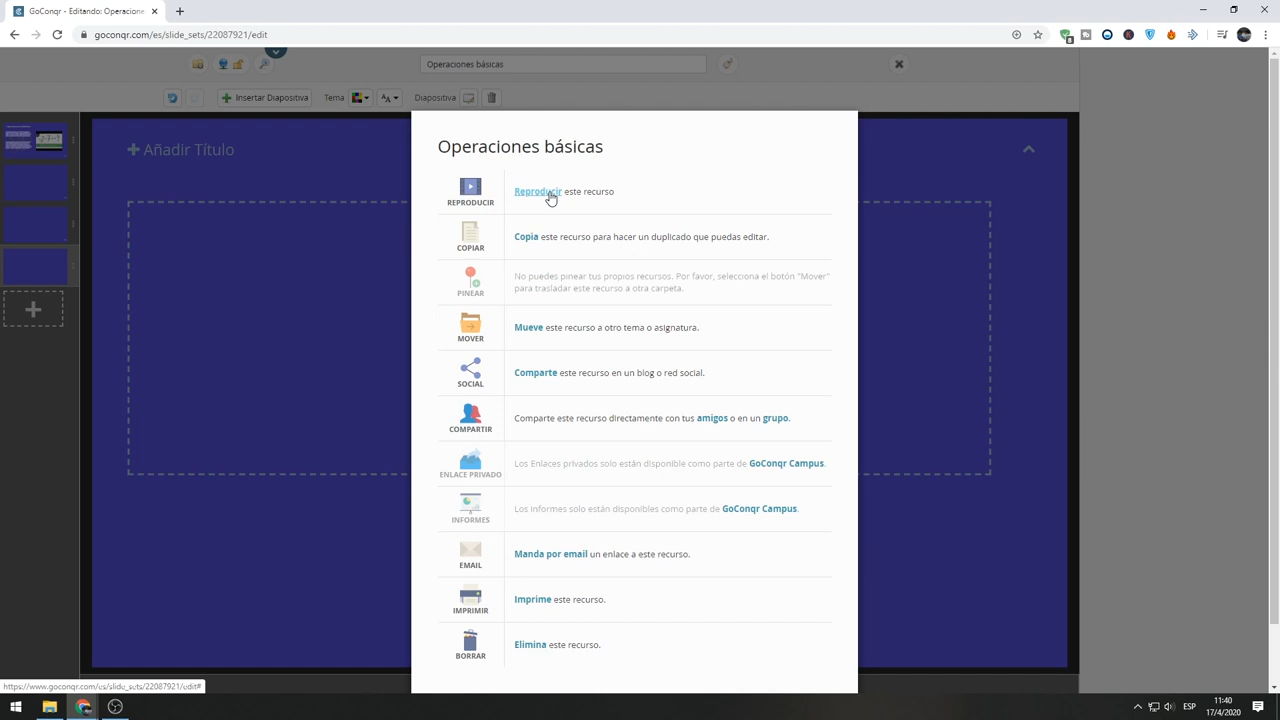 GoConqr - Editando: Operacione
goconqr.com/es/slide_sets/22087921/edit
Operaciones básicas
Insertar Diapositiva
Tema
Diapositiva
Añadir Título
Operaciones básicas
REPRODUCIR
Reproducir este recurso
COPIAR
Copia este recurso para hacer un duplicado que puedas editar.
PINEAR
No puedes pinear tus propios recursos. Por favor, selecciona el botón "Mover"
para trasladar este recurso a otra carpeta.
MOVER
Mueve este recurso a otro tema o asignatura.
SOCIAL
Comparte este recurso en un blog o red social.
COMPARTIR
Comparte este recurso directamente con tus amigos o en un grupo.
ENLACE PRIVADO
Los Enlaces privados solo están disponible como parte de GoConqr Campus.
INFORMES
Los Informes solo están disponibles como parte de GoConqr Campus.
EMAIL
Manda por email un enlace a este recurso.
IMPRIMIR
Imprime este recurso.
BORRAR
Elimina este recurso.
https://www.goconqr.com/es/slide_sets/22087921/edit#
ESP
11:40
17/4/2020